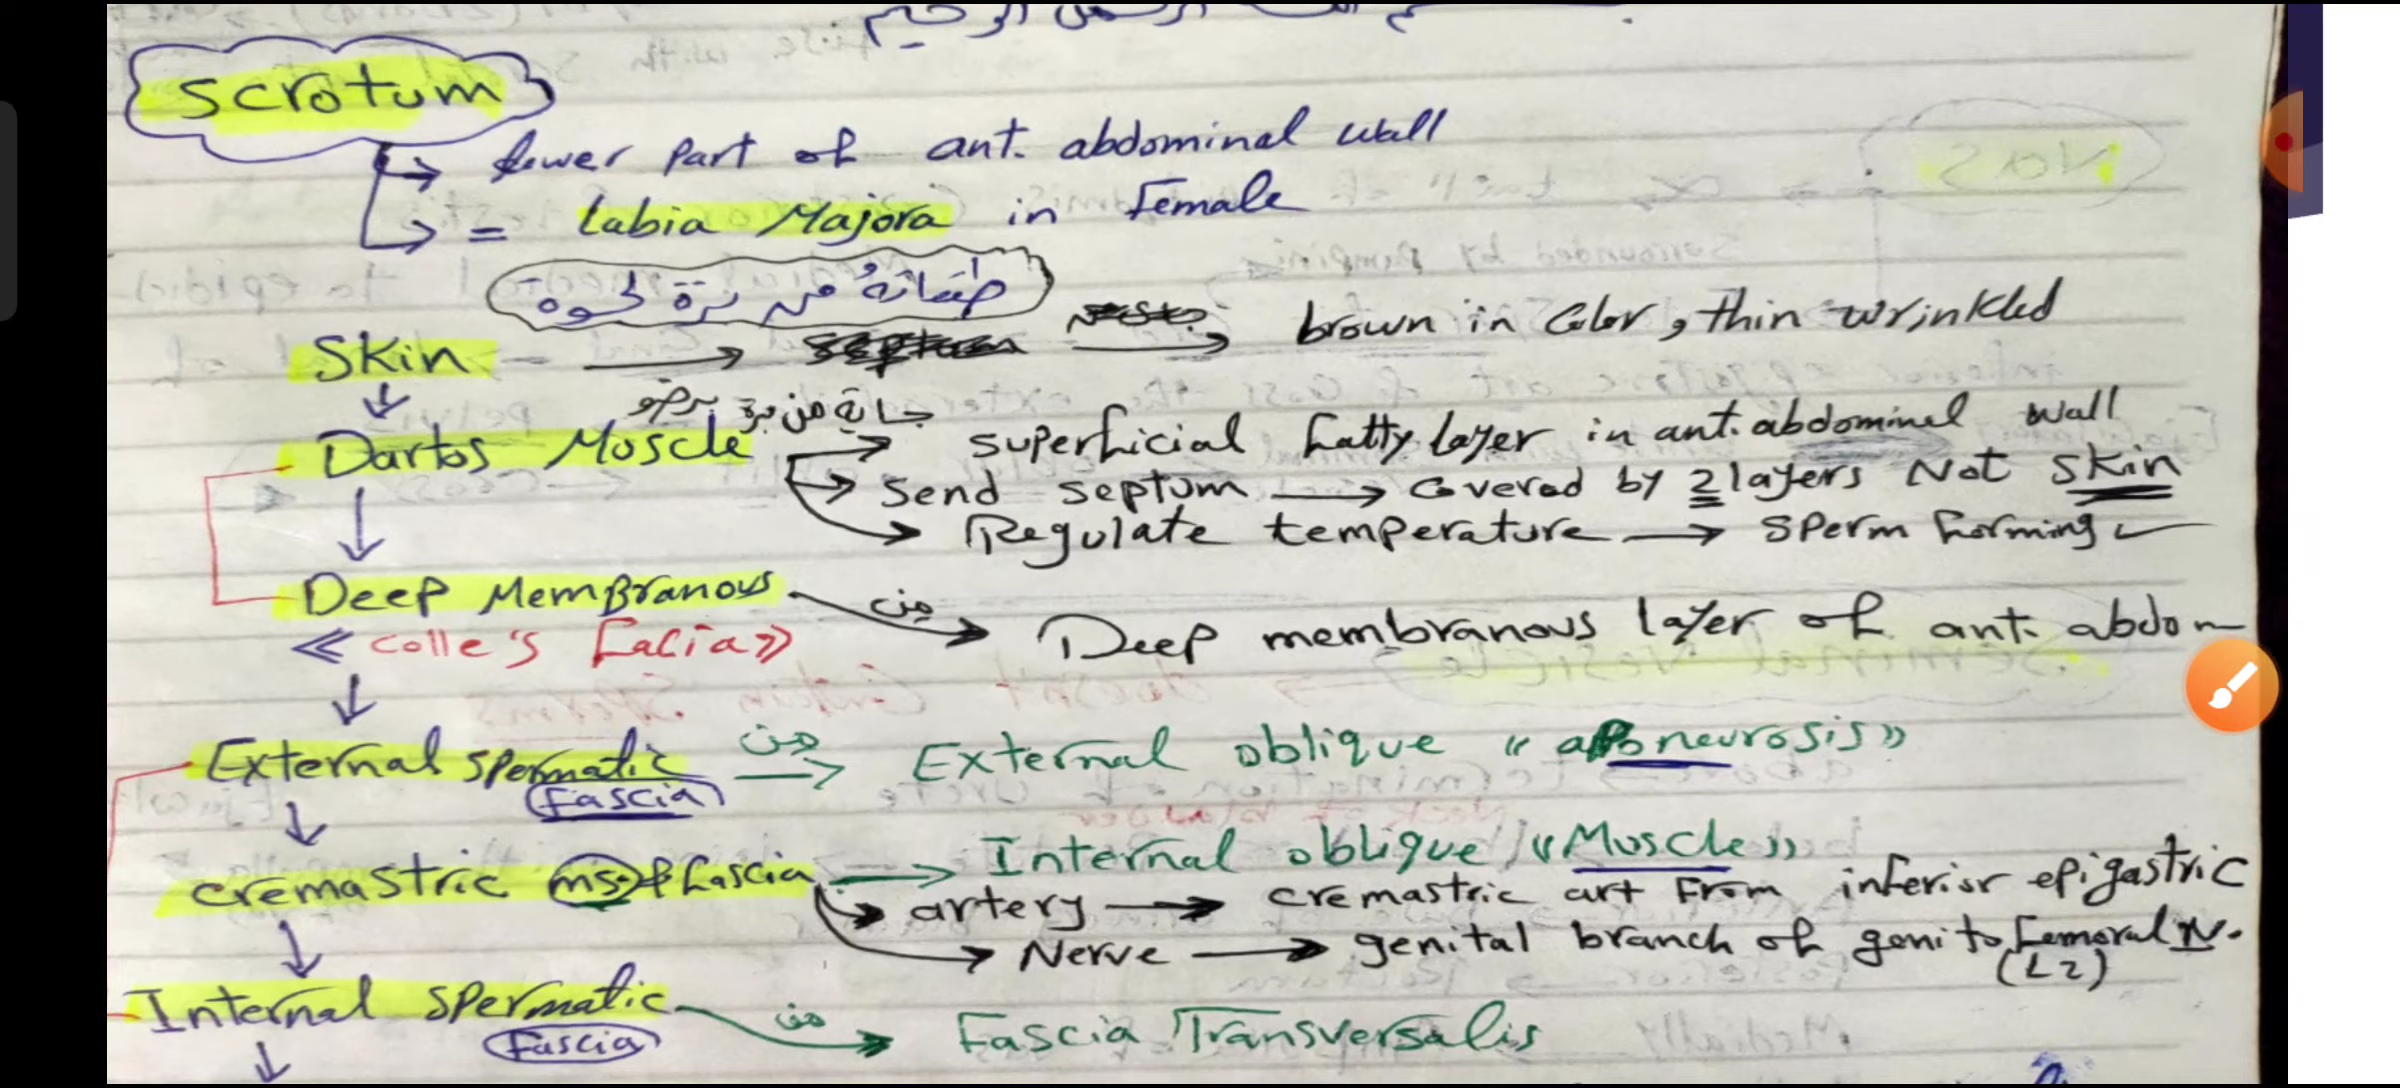 Scrotum
→ Lower part of ant. abdominal wall
→ = Labia Majora in Female
طبقاته من برة لجوه
Skin → → brown in Color, thin wrinkled
↓
جاية من برة برضو
Dartos Muscle → superficial fatty layer in ant. abdominal wall
→ Send septum → Covered by 2 layers Not Skin
↓ → Regulate temperature → Sperm forming ✓
Deep Membranous من → Deep membranous layer of ant. abdom
« colle's facia »
↓
External spermatic من → External oblique « aponeurosis »
(Fascia)
↓
cremastric ms. & fascia → Internal oblique « Muscle »
→ artery → cremastric art From inferior epigastric
↓ → Nerve → genital branch of genitofemoral N.
(L2)
Internal spermatic من → Fascia Transversalis
(Fascia)
↓